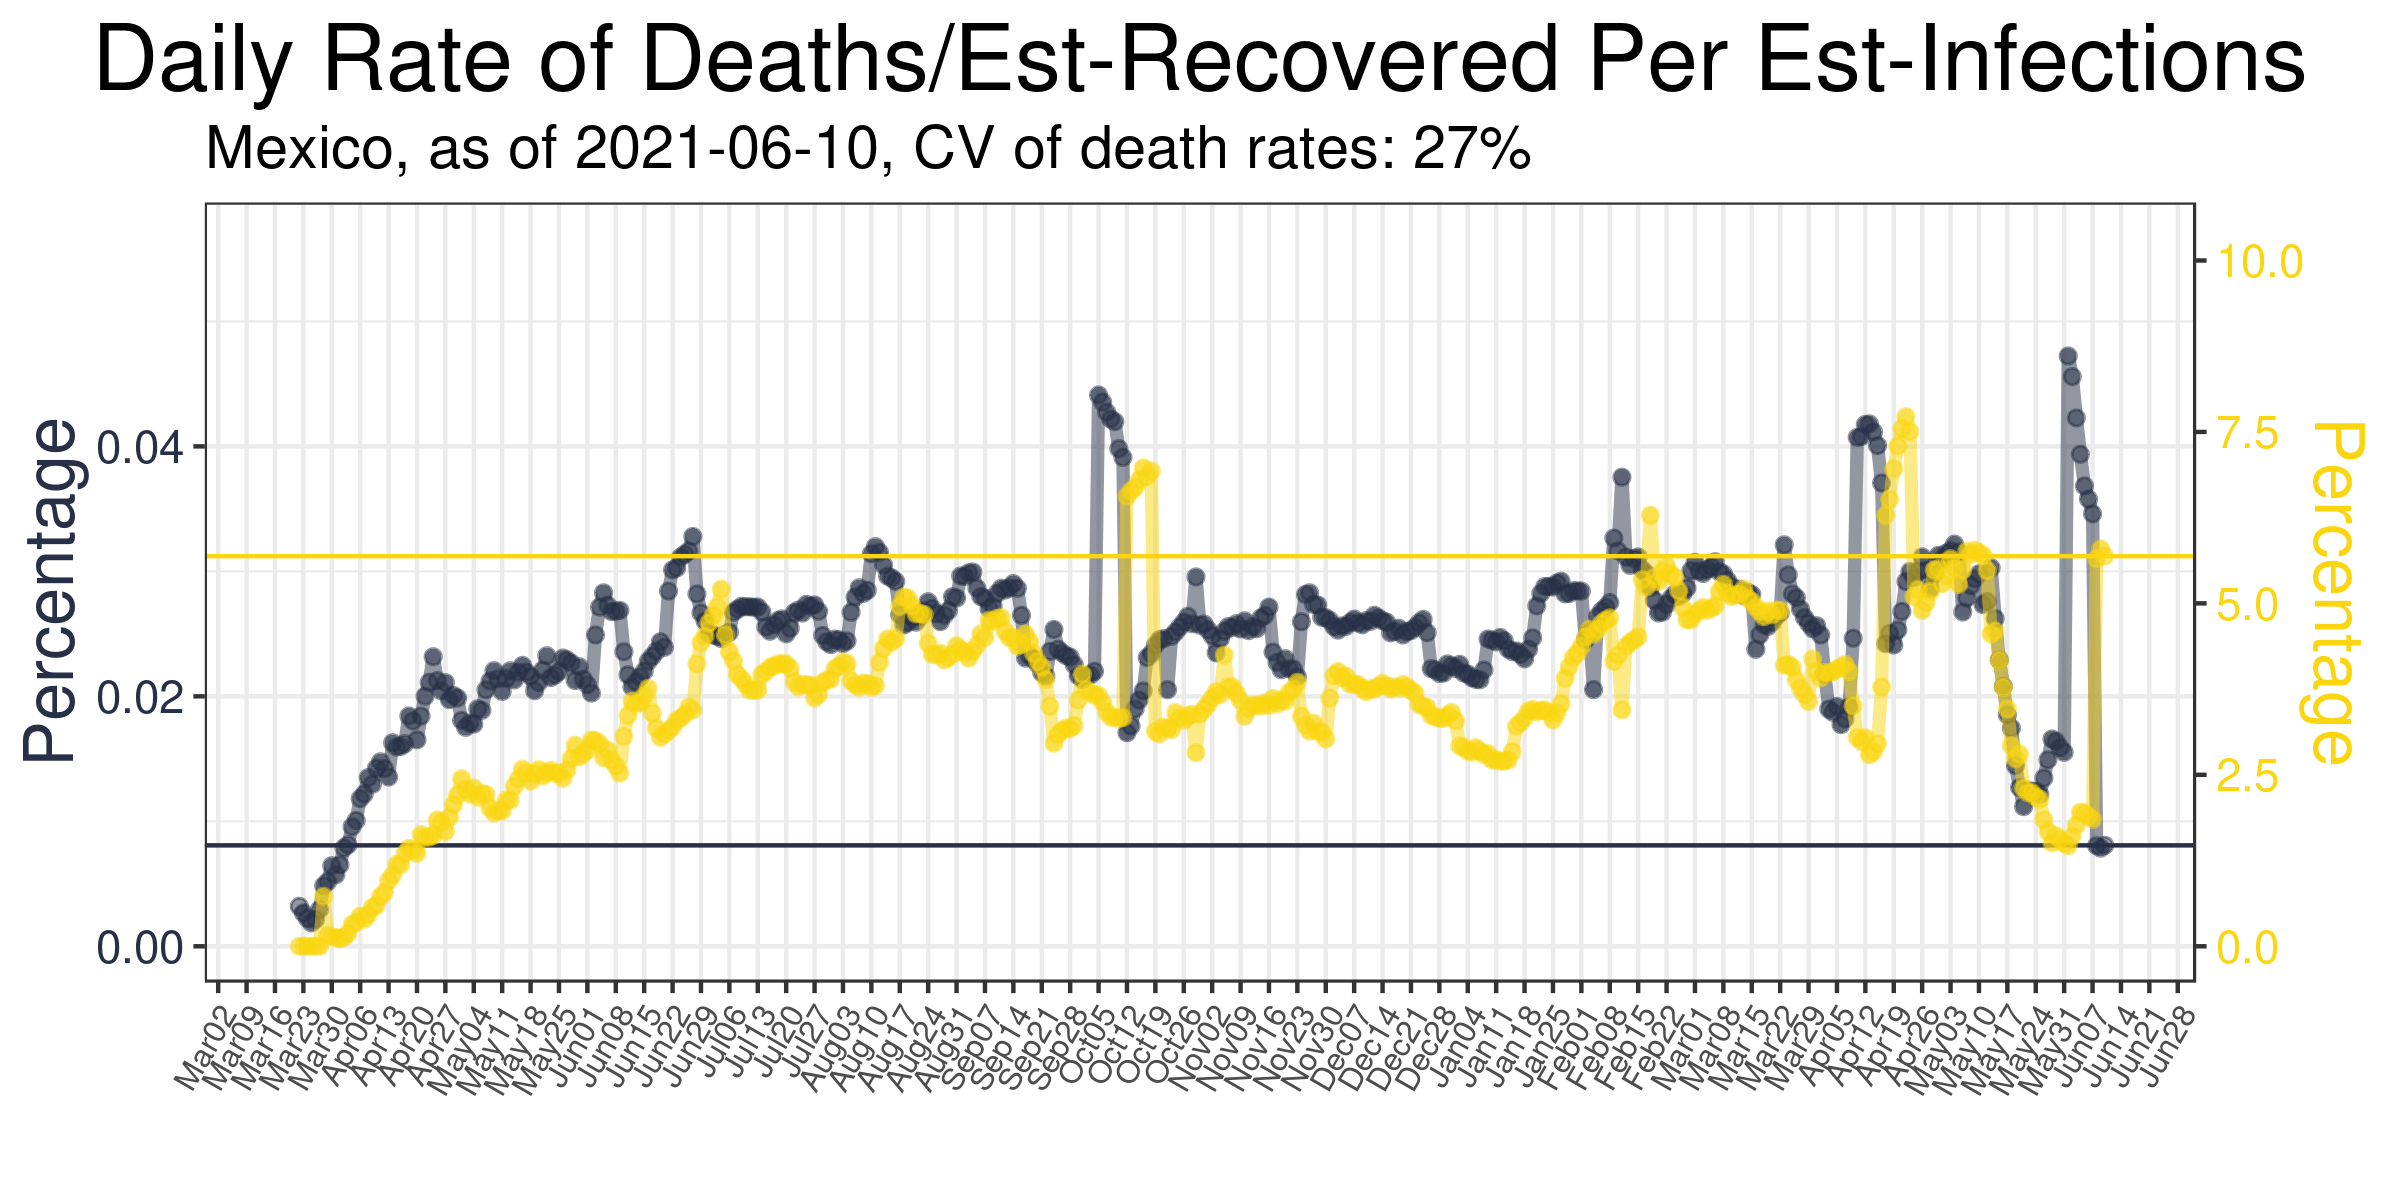 Daily Rate of Deaths/Est-Recovered Per Est-Infections
Mexico, as of 2021-06-10, CV of death rates: 27%
Percentage
0.04
0.02
0.00
10.0
7.5
5.0
2.5
0.0
Percentage
Mar02 Mar09 Mar16 Mar23 Mar30 Apr06 Apr13 Apr20 Apr27 May04 May11 May18 May25 Jun01 Jun08 Jun15 Jun22 Jun29 Jul06 Jul13 Jul20 Jul27 Aug03 Aug10 Aug17 Aug24 Aug31 Sep07 Sep14 Sep21 Sep28 Oct05 Oct12 Oct19 Oct26 Nov02 Nov09 Nov16 Nov23 Nov30 Dec07 Dec14 Dec21 Dec28 Jan04 Jan11 Jan18 Jan25 Feb01 Feb08 Feb15 Feb22 Mar01 Mar08 Mar15 Mar22 Mar29 Apr05 Apr12 Apr19 Apr26 May03 May10 May17 May24 May31 Jun07 Jun14 Jun21 Jun28